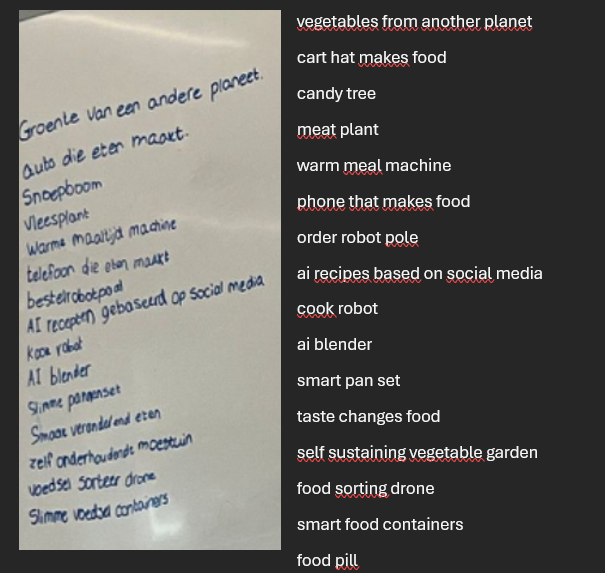 Groente van een andere planeet.
auto die eten maakt.
Snoepboom
Vleesplant
Warme maaltijd machine
telefoon die eten maakt
bestelrobotpaal
AI recepten gebaseerd op social media
kook robot
AI blender
Slimme pannenset
Smaak veranderend eten
zelf onderhoudende moestuin
voedsel sorteer drone
Slimme voedsel containers
vegetables from another planet
cart hat makes food
candy tree
meat plant
warm meal machine
phone that makes food
order robot pole
ai recipes based on social media
cook robot
ai blender
smart pan set
taste changes food
self sustaining vegetable garden
food sorting drone
smart food containers
food pill